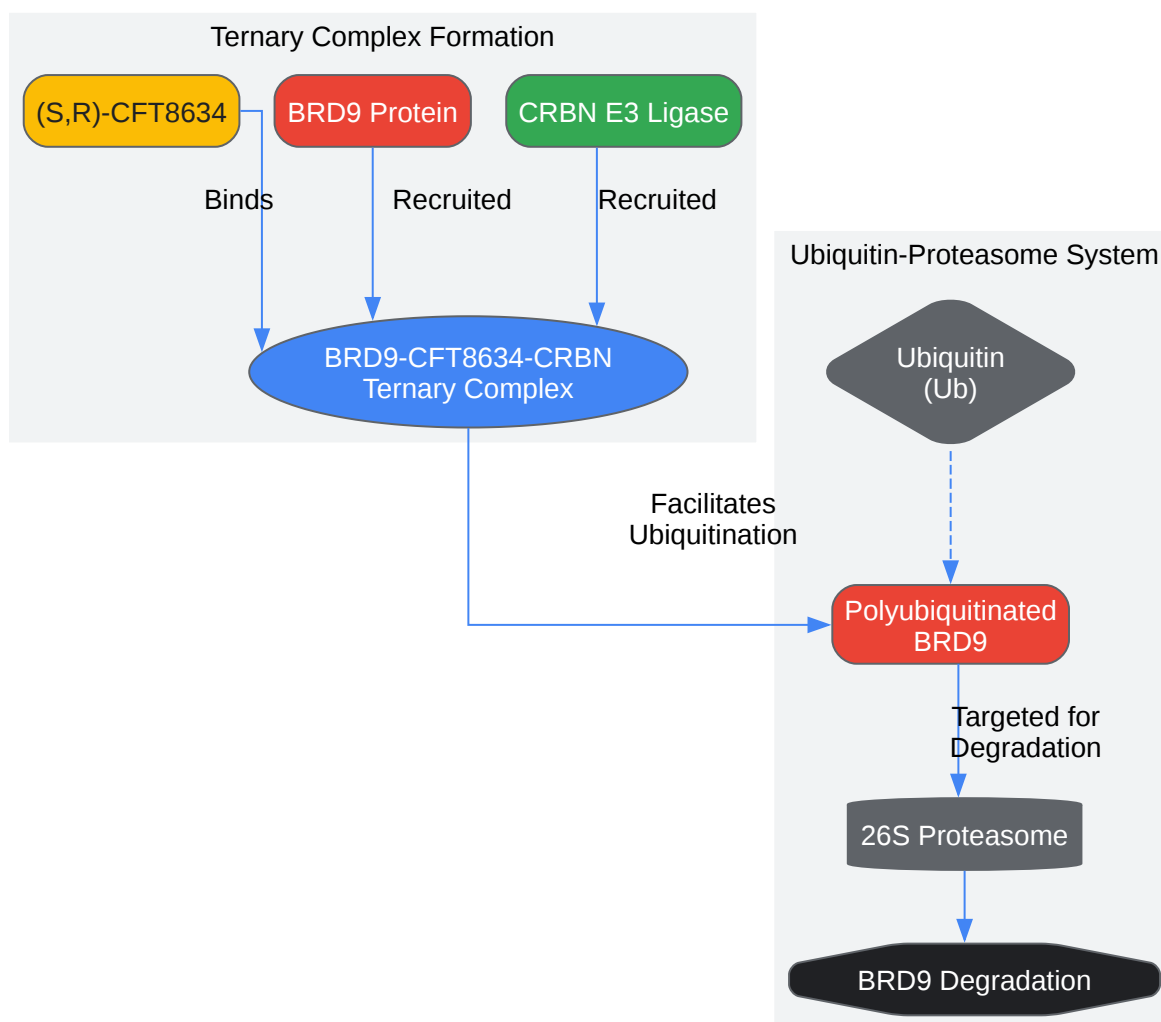 Ternary Complex Formation
(S,R)-CFT8634
BRD9 Protein
CRBN E3 Ligase
Binds
Recruited
Recruited
BRD9-CFT8634-CRBN
Ternary Complex
Ubiquitin-Proteasome System
Ubiquitin
(Ub)
Facilitates
Ubiquitination
Polyubiquitinated
BRD9
Targeted for
Degradation
26S Proteasome
BRD9 Degradation